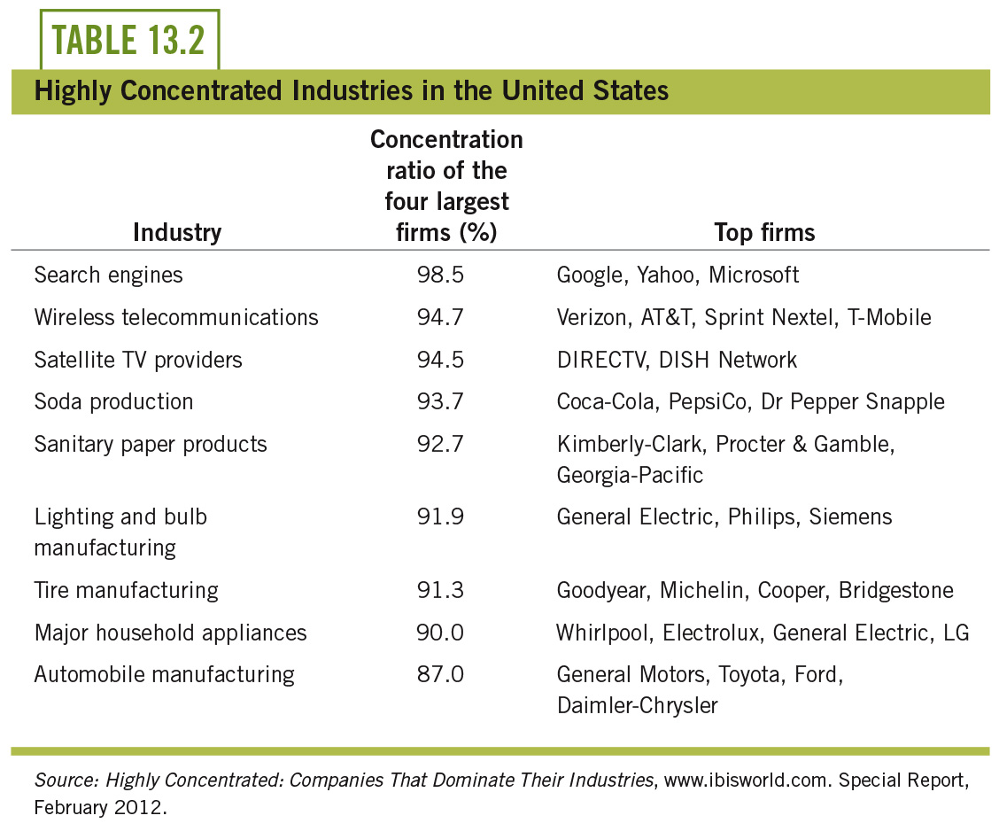 TABLE 13.2
Highly Concentrated Industries in the United States
Concentration
ratio of the
four largest
Industry firms (%) Top firms
Search engines 98.5 Google, Yahoo, Microsoft
Wireless telecommunications 94.7 Verizon, AT&T, Sprint Nextel, T-Mobile
Satellite TV providers 94.5 DIRECTV, DISH Network
Soda production 93.7 Coca-Cola, PepsiCo, Dr Pepper Snapple
Sanitary paper products 92.7 Kimberly-Clark, Procter & Gamble,
Georgia-Pacific
Lighting and bulb 91.9 General Electric, Philips, Siemens
manufacturing
Tire manufacturing 91.3 Goodyear, Michelin, Cooper, Bridgestone
Major household appliances 90.0 Whirlpool, Electrolux, General Electric, LG
Automobile manufacturing 87.0 General Motors, Toyota, Ford,
Daimler-Chrysler
Source: Highly Concentrated: Companies That Dominate Their Industries, www.ibisworld.com. Special Report,
February 2012.